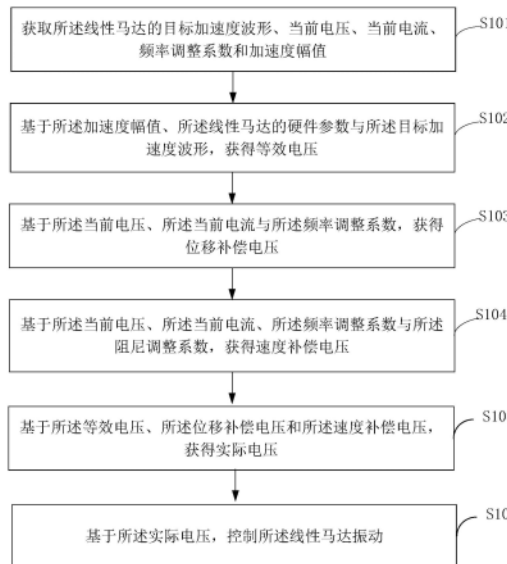 获取所述线性马达的目标加速度波形、当前电压、当前电流、
频率调整系数和加速度幅值
S101
基于所述加速度幅值、所述线性马达的硬件参数与所述目标加
速度波形，获得等效电压
S102
基于所述当前电压、所述当前电流与所述频率调整系数，获得
位移补偿电压
S103
基于所述当前电压、所述当前电流、所述频率调整系数与所述
阻尼调整系数，获得速度补偿电压
S104
基于所述等效电压、所述位移补偿电压和所述速度补偿电压，
获得实际电压
S10
基于所述实际电压，控制所述线性马达振动
S10